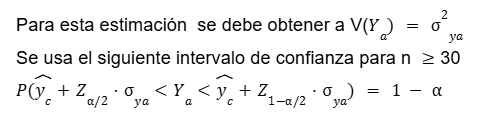 Para esta estimación se debe obtener a V(Yₐ) = σ²ya
Se usa el siguiente intervalo de confianza para n ≥ 30
P(ŷc + Zα/2 · σya < Yₐ < ŷc + Z1−α/2 · σya) = 1 − α